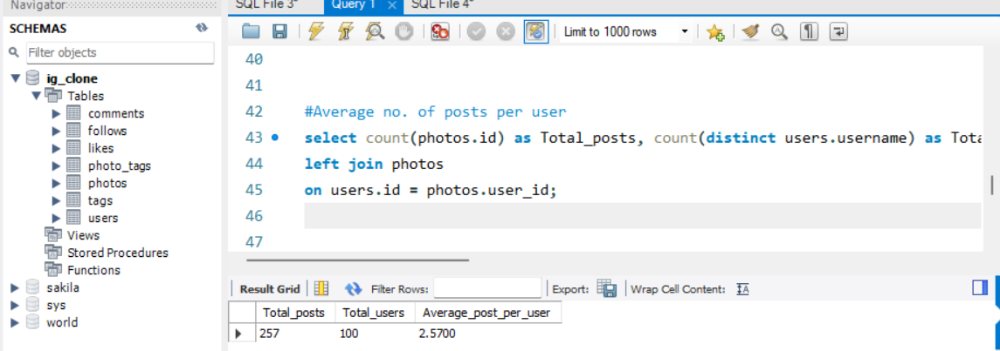 Navigator
SQL File 3* Query 1 × SQL File 4*
SCHEMAS
Limit to 1000 rows
Filter objects
ig_clone
Tables
comments
follows
likes
photo_tags
photos
tags
users
Views
Stored Procedures
Functions
sakila
sys
world
40
41
42 #Average no. of posts per user
43 select count(photos.id) as Total_posts, count(distinct users.username) as Tota
44 left join photos
45 on users.id = photos.user_id;
46
47
Result Grid Filter Rows: Export: Wrap Cell Content: IA
Total_posts Total_users Average_post_per_user
257 100 2.5700